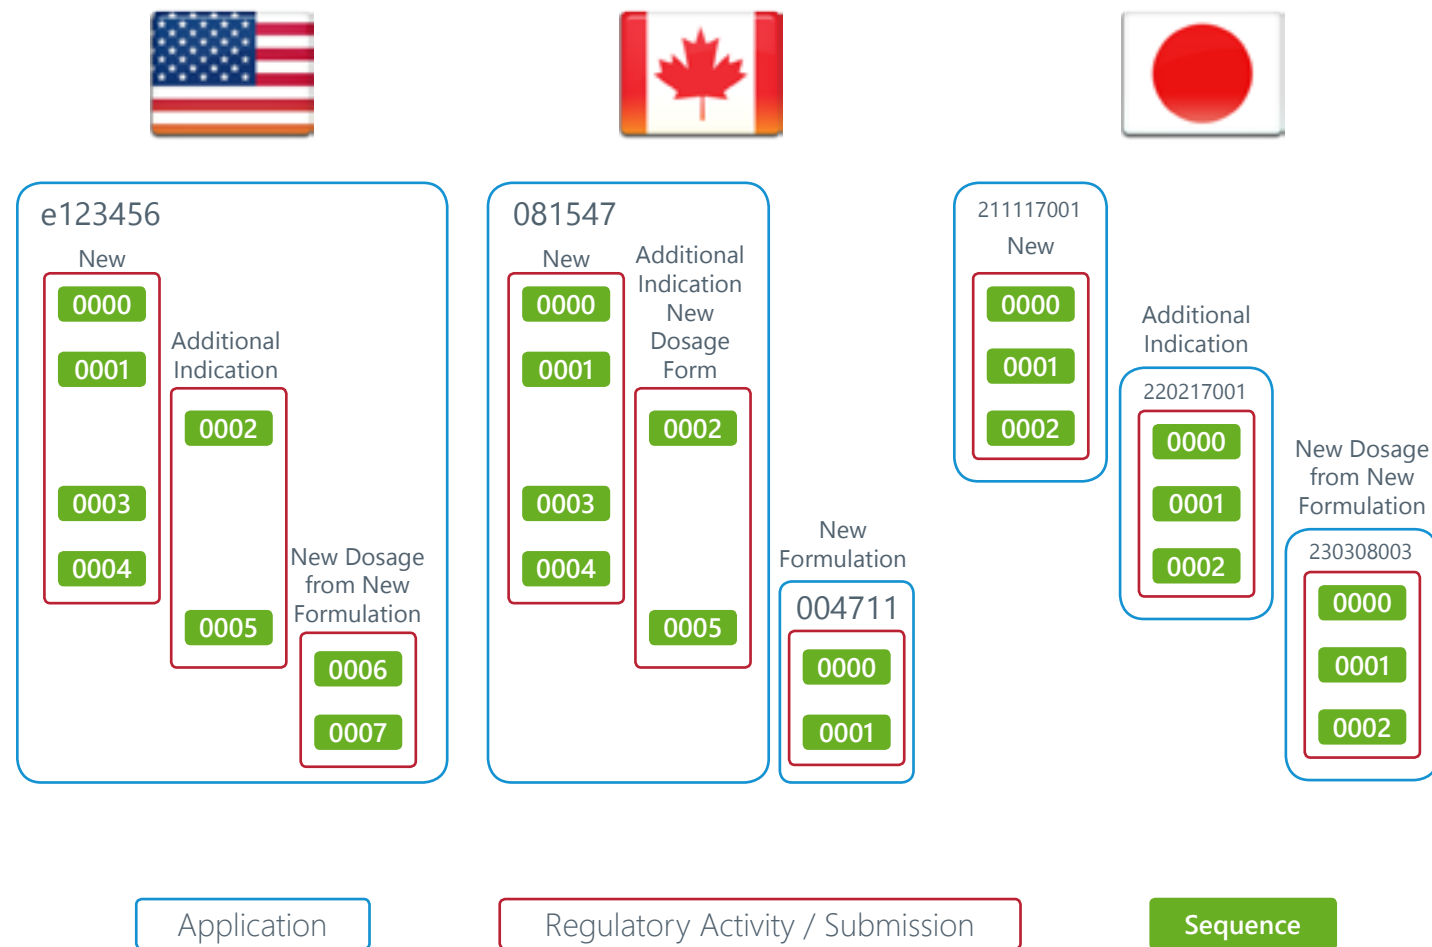 e123456
New
0000
0001
Additional
Indication
0002
0003
0004
0005
New Dosage
from New
Formulation
0006
0007
081547
New
0000
0001
Additional
Indication
New
Dosage
Form
0002
0003
0004
0005
New
Formulation
004711
0000
0001
211117001
New
0000
0001
0002
Additional
Indication
220217001
0000
0001
0002
New Dosage
from New
Formulation
230308003
0000
0001
0002
Application
Regulatory Activity / Submission
Sequence